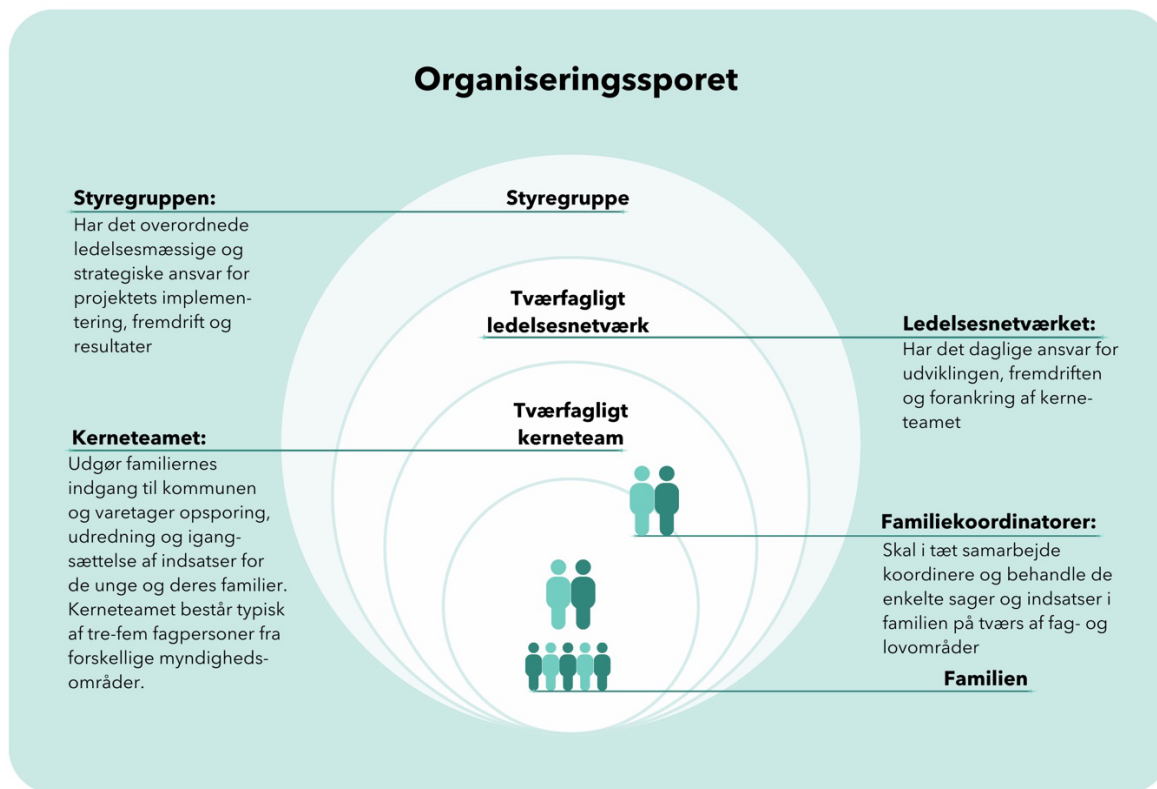 Organiseringssporet
Styregruppen:
Har det overordnede
ledelsesmæssige og
strategiske ansvar for
projektets implemen-
tering, fremdrift og
resultater
Styregruppe
Tværfagligt
ledelsesnetværk
Ledelsesnetværket:
Har det daglige ansvar for
udviklingen, fremdriften
og forankring af kerne-
teamet
Tværfagligt
kerneteam
Kerneteamet:
Udgør familiernes
indgang til kommunen
og varetager opsporing,
udredning og igang-
sættelse af indsatser for
de unge og deres familier.
Kerneteamet består typisk
af tre-fem fagpersoner fra
forskellige myndigheds-
områder.
Familiekoordinatorer:
Skal i tæt samarbejde
koordinere og behandle de
enkelte sager og indsatser i
familien på tværs af fag- og
lovområder
Familien